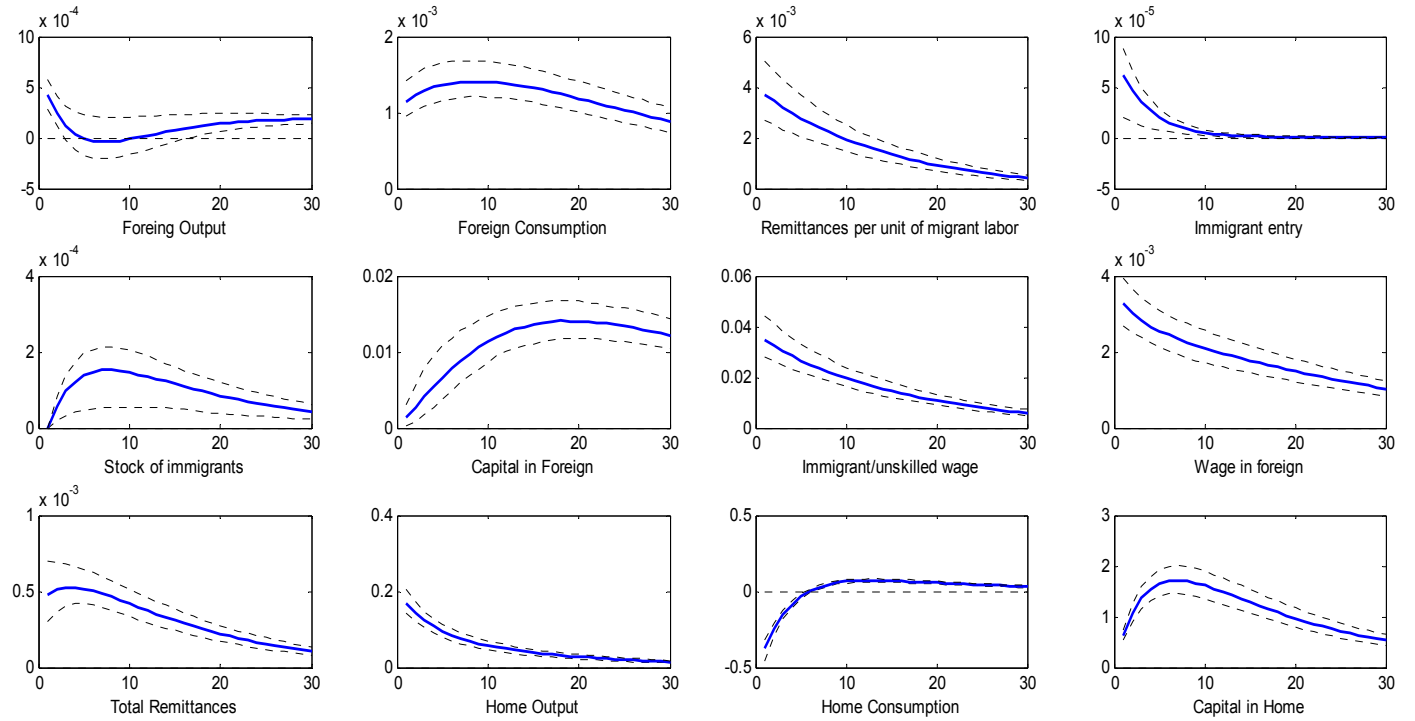 x 10^-4
10
5
0
-5
0 10 20 30
Foreing Output
x 10^-3
2
1
0
0 10 20 30
Foreign Consumption
x 10^-3
6
4
2
0
0 10 20 30
Remittances per unit of migrant labor
x 10^-5
10
5
0
-5
0 10 20 30
Immigrant entry
x 10^-4
4
2
0
0 10 20 30
Stock of immigrants
0.02
0.01
0
0 10 20 30
Capital in Foreign
0.06
0.04
0.02
0
0 10 20 30
Immigrant/unskilled wage
x 10^-3
4
2
0
0 10 20 30
Wage in foreign
x 10^-3
1
0.5
0
0 10 20 30
Total Remittances
0.4
0.2
0
0 10 20 30
Home Output
0.5
0
-0.5
0 10 20 30
Home Consumption
3
2
1
0
0 10 20 30
Capital in Home